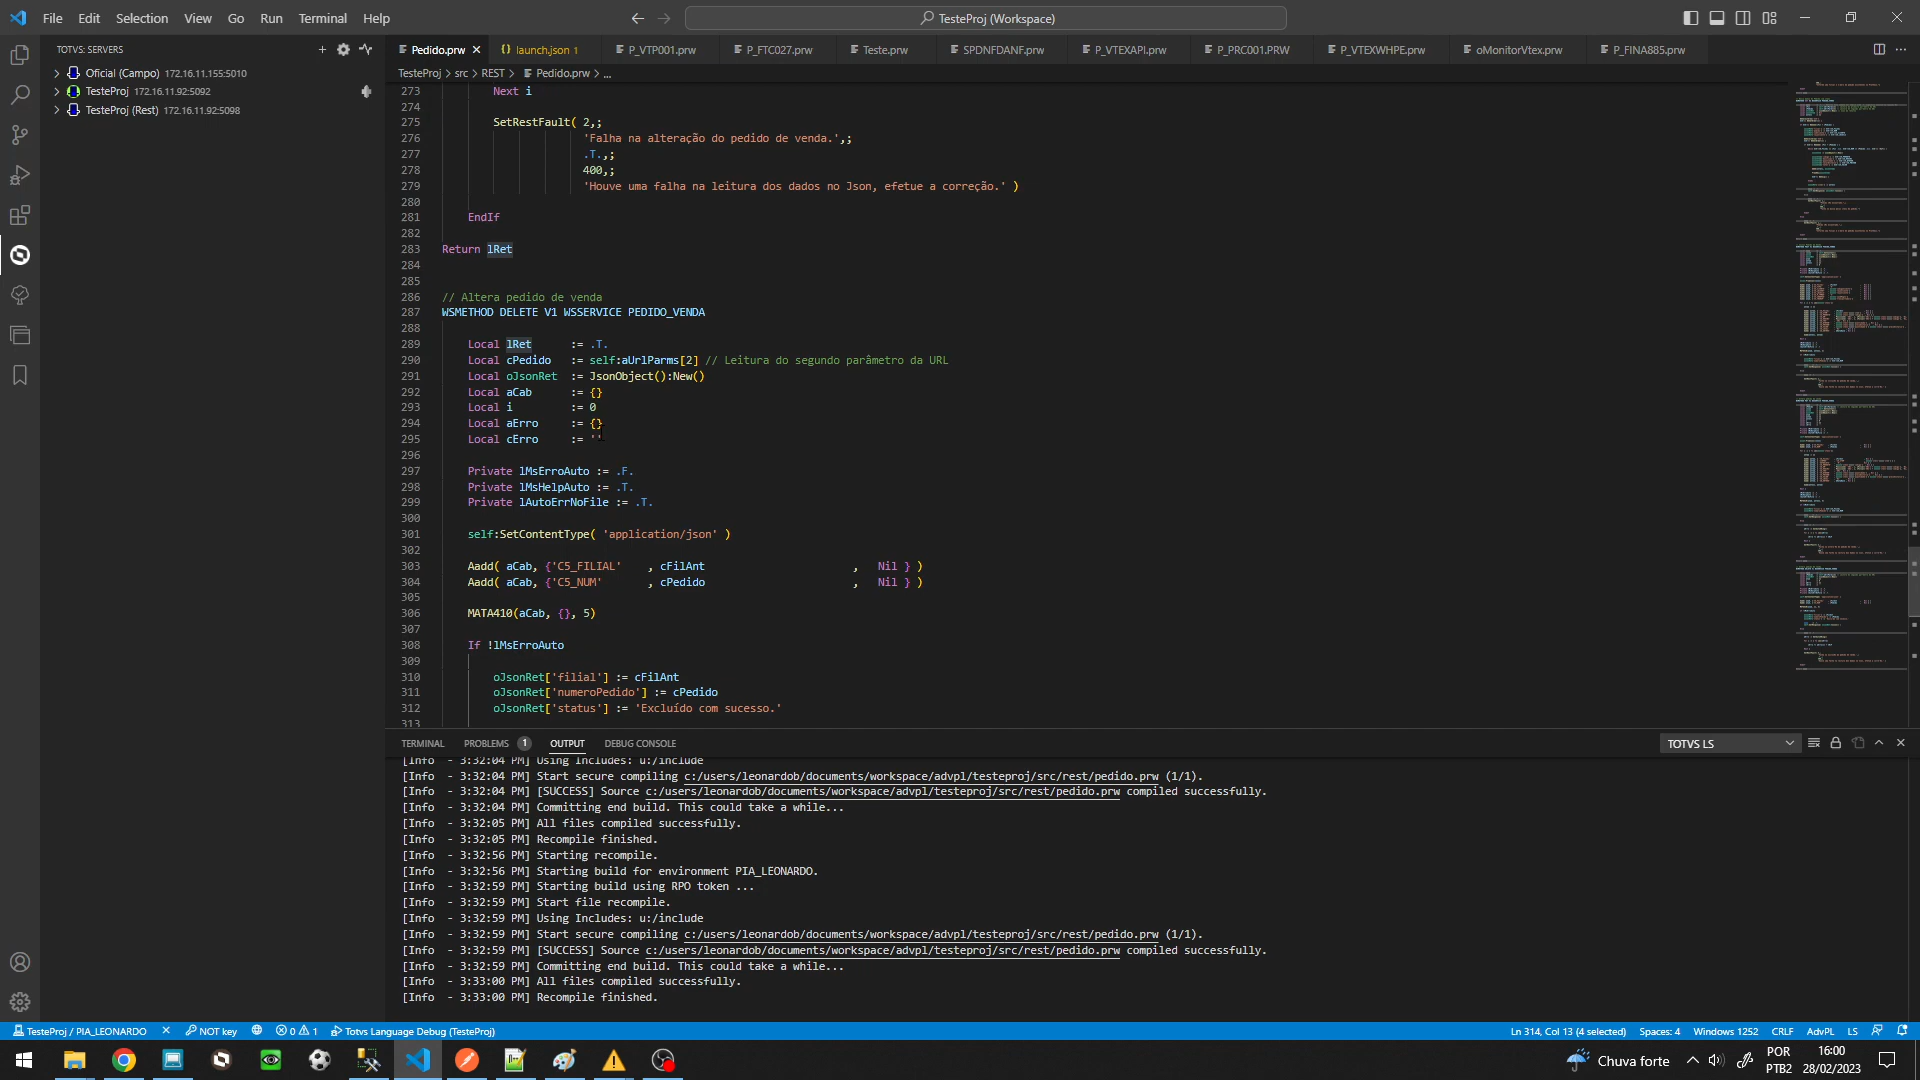 File Edit Selection View Go Run Terminal Help
TesteProj (Workspace)
TOTVS: SERVERS
Oficial (Campo) 172.16.11.155:5010
TesteProj 172.16.11.92:5092
TesteProj (Rest) 172.16.11.92:5098
Pedido.prw launch.json 1 P_VTP001.prw P_FTC027.prw Teste.prw SPDNFDANF.prw P_VTEXAPI.prw P_PRC001.PRW P_VTEXWHPE.prw oMonitorVtex.prw P_FINA885.prw
TesteProj > src > REST > Pedido.prw > ...
273 Next i
274
275 SetRestFault( 2,;
276 'Falha na alteração do pedido de venda.',;
277 .T.,;
278 400,;
279 'Houve uma falha na leitura dos dados no Json, efetue a correção.' )
280
281 EndIf
282
283 Return lRet
284
285
286 // Altera pedido de venda
287 WSMETHOD DELETE V1 WSSERVICE PEDIDO_VENDA
288
289 Local lRet := .T.
290 Local cPedido := self:aUrlParms[2] // Leitura do segundo parâmetro da URL
291 Local oJsonRet := JsonObject():New()
292 Local aCab := {}
293 Local i := 0
294 Local aErro := {}
295 Local cErro := ''
296
297 Private lMsErroAuto := .F.
298 Private lMsHelpAuto := .T.
299 Private lAutoErrNoFile := .T.
300
301 self:SetContentType( 'application/json' )
302
303 Aadd( aCab, {'C5_FILIAL' , cFilAnt , Nil } )
304 Aadd( aCab, {'C5_NUM' , cPedido , Nil } )
305
306 MATA410(aCab, {}, 5)
307
308 If !lMsErroAuto
309
310 oJsonRet['filial'] := cFilAnt
311 oJsonRet['numeroPedido'] := cPedido
312 oJsonRet['status'] := 'Excluído com sucesso.'
313
TERMINAL PROBLEMS 1 OUTPUT DEBUG CONSOLE TOTVS LS
[Info - 3:32:04 PM] Using Includes: u:/include
[Info - 3:32:04 PM] Start secure compiling c:/users/leonardob/documents/workspace/advpl/testeproj/src/rest/pedido.prw (1/1).
[Info - 3:32:04 PM] [SUCCESS] Source c:/users/leonardob/documents/workspace/advpl/testeproj/src/rest/pedido.prw compiled successfully.
[Info - 3:32:04 PM] Committing end build. This could take a while...
[Info - 3:32:05 PM] All files compiled successfully.
[Info - 3:32:05 PM] Recompile finished.
[Info - 3:32:56 PM] Starting recompile.
[Info - 3:32:56 PM] Starting build for environment PIA_LEONARDO.
[Info - 3:32:59 PM] Starting build using RPO token ...
[Info - 3:32:59 PM] Start file recompile.
[Info - 3:32:59 PM] Using Includes: u:/include
[Info - 3:32:59 PM] Start secure compiling c:/users/leonardob/documents/workspace/advpl/testeproj/src/rest/pedido.prw (1/1).
[Info - 3:32:59 PM] [SUCCESS] Source c:/users/leonardob/documents/workspace/advpl/testeproj/src/rest/pedido.prw compiled successfully.
[Info - 3:32:59 PM] Committing end build. This could take a while...
[Info - 3:33:00 PM] All files compiled successfully.
[Info - 3:33:00 PM] Recompile finished.
TesteProj / PIA_LEONARDO NOT key 0 1 Totvs Language Debug (TesteProj) Ln 314, Col 13 (4 selected) Spaces: 4 Windows 1252 CRLF AdvPL LS
Chuva forte POR 16:00
PTB2 28/02/2023